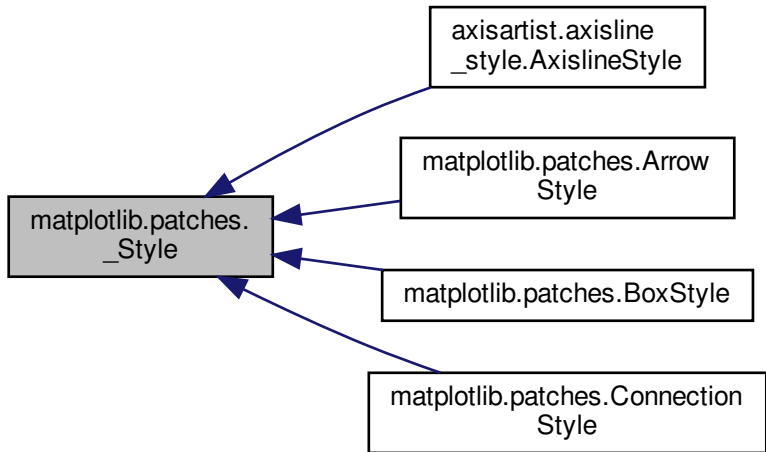 axisartist.axisline
_style.AxislineStyle
matplotlib.patches.Arrow
Style
matplotlib.patches.
_Style
matplotlib.patches.BoxStyle
matplotlib.patches.Connection
Style